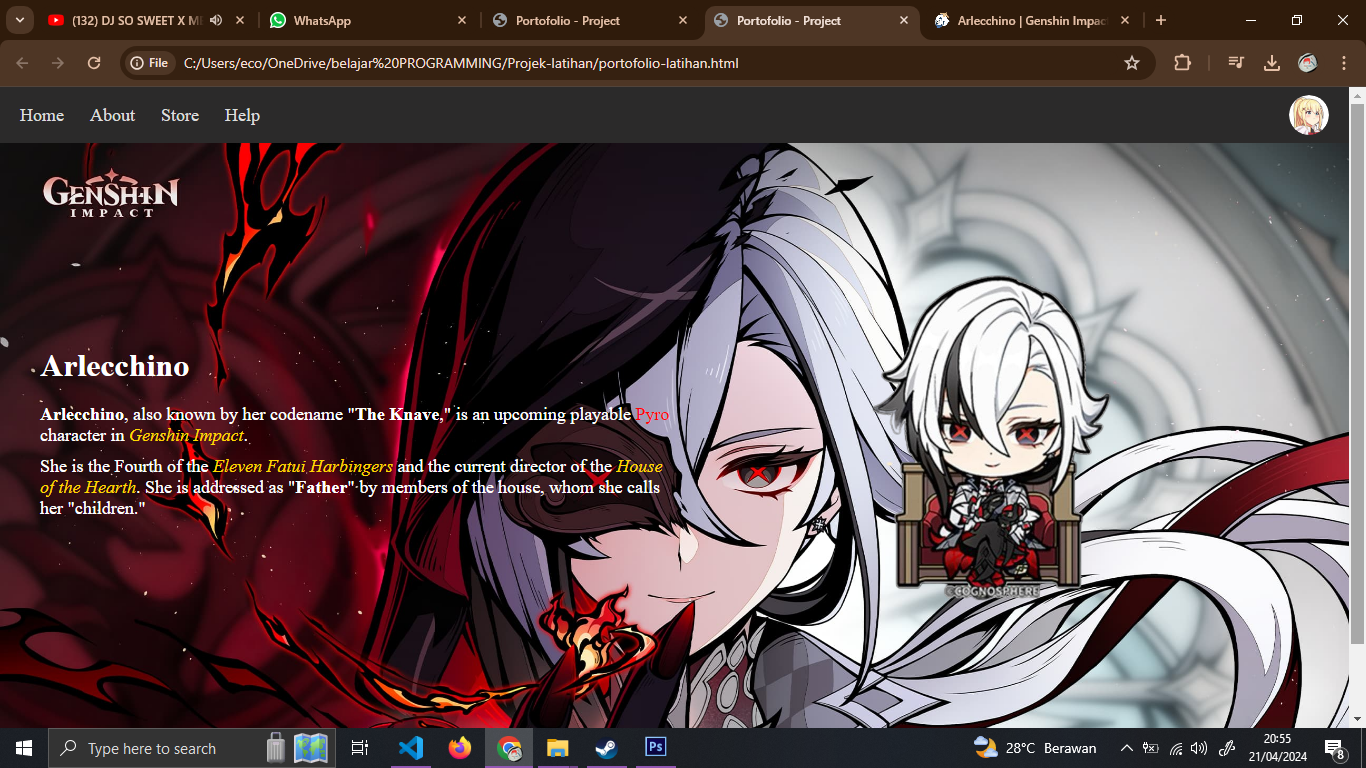 (132) DJ SO SWEET X M
WhatsApp
Portofolio - Project
Portofolio - Project
Arlecchino | Genshin Impac
File
C:/Users/eco/OneDrive/belajar%20PROGRAMMING/Projek-latihan/portofolio-latihan.html
Home
About
Store
Help
GENSHIN
IMPACT
Arlecchino
Arlecchino, also known by her codename "The Knave," is an upcoming playable Pyro
character in Genshin Impact.
She is the Fourth of the Eleven Fatui Harbingers and the current director of the House
of the Hearth. She is addressed as "Father" by members of the house, whom she calls
her "children."
©COGNOSPHERE
Type here to search
Ps
28°C Berawan
20:55
21/04/2024
8